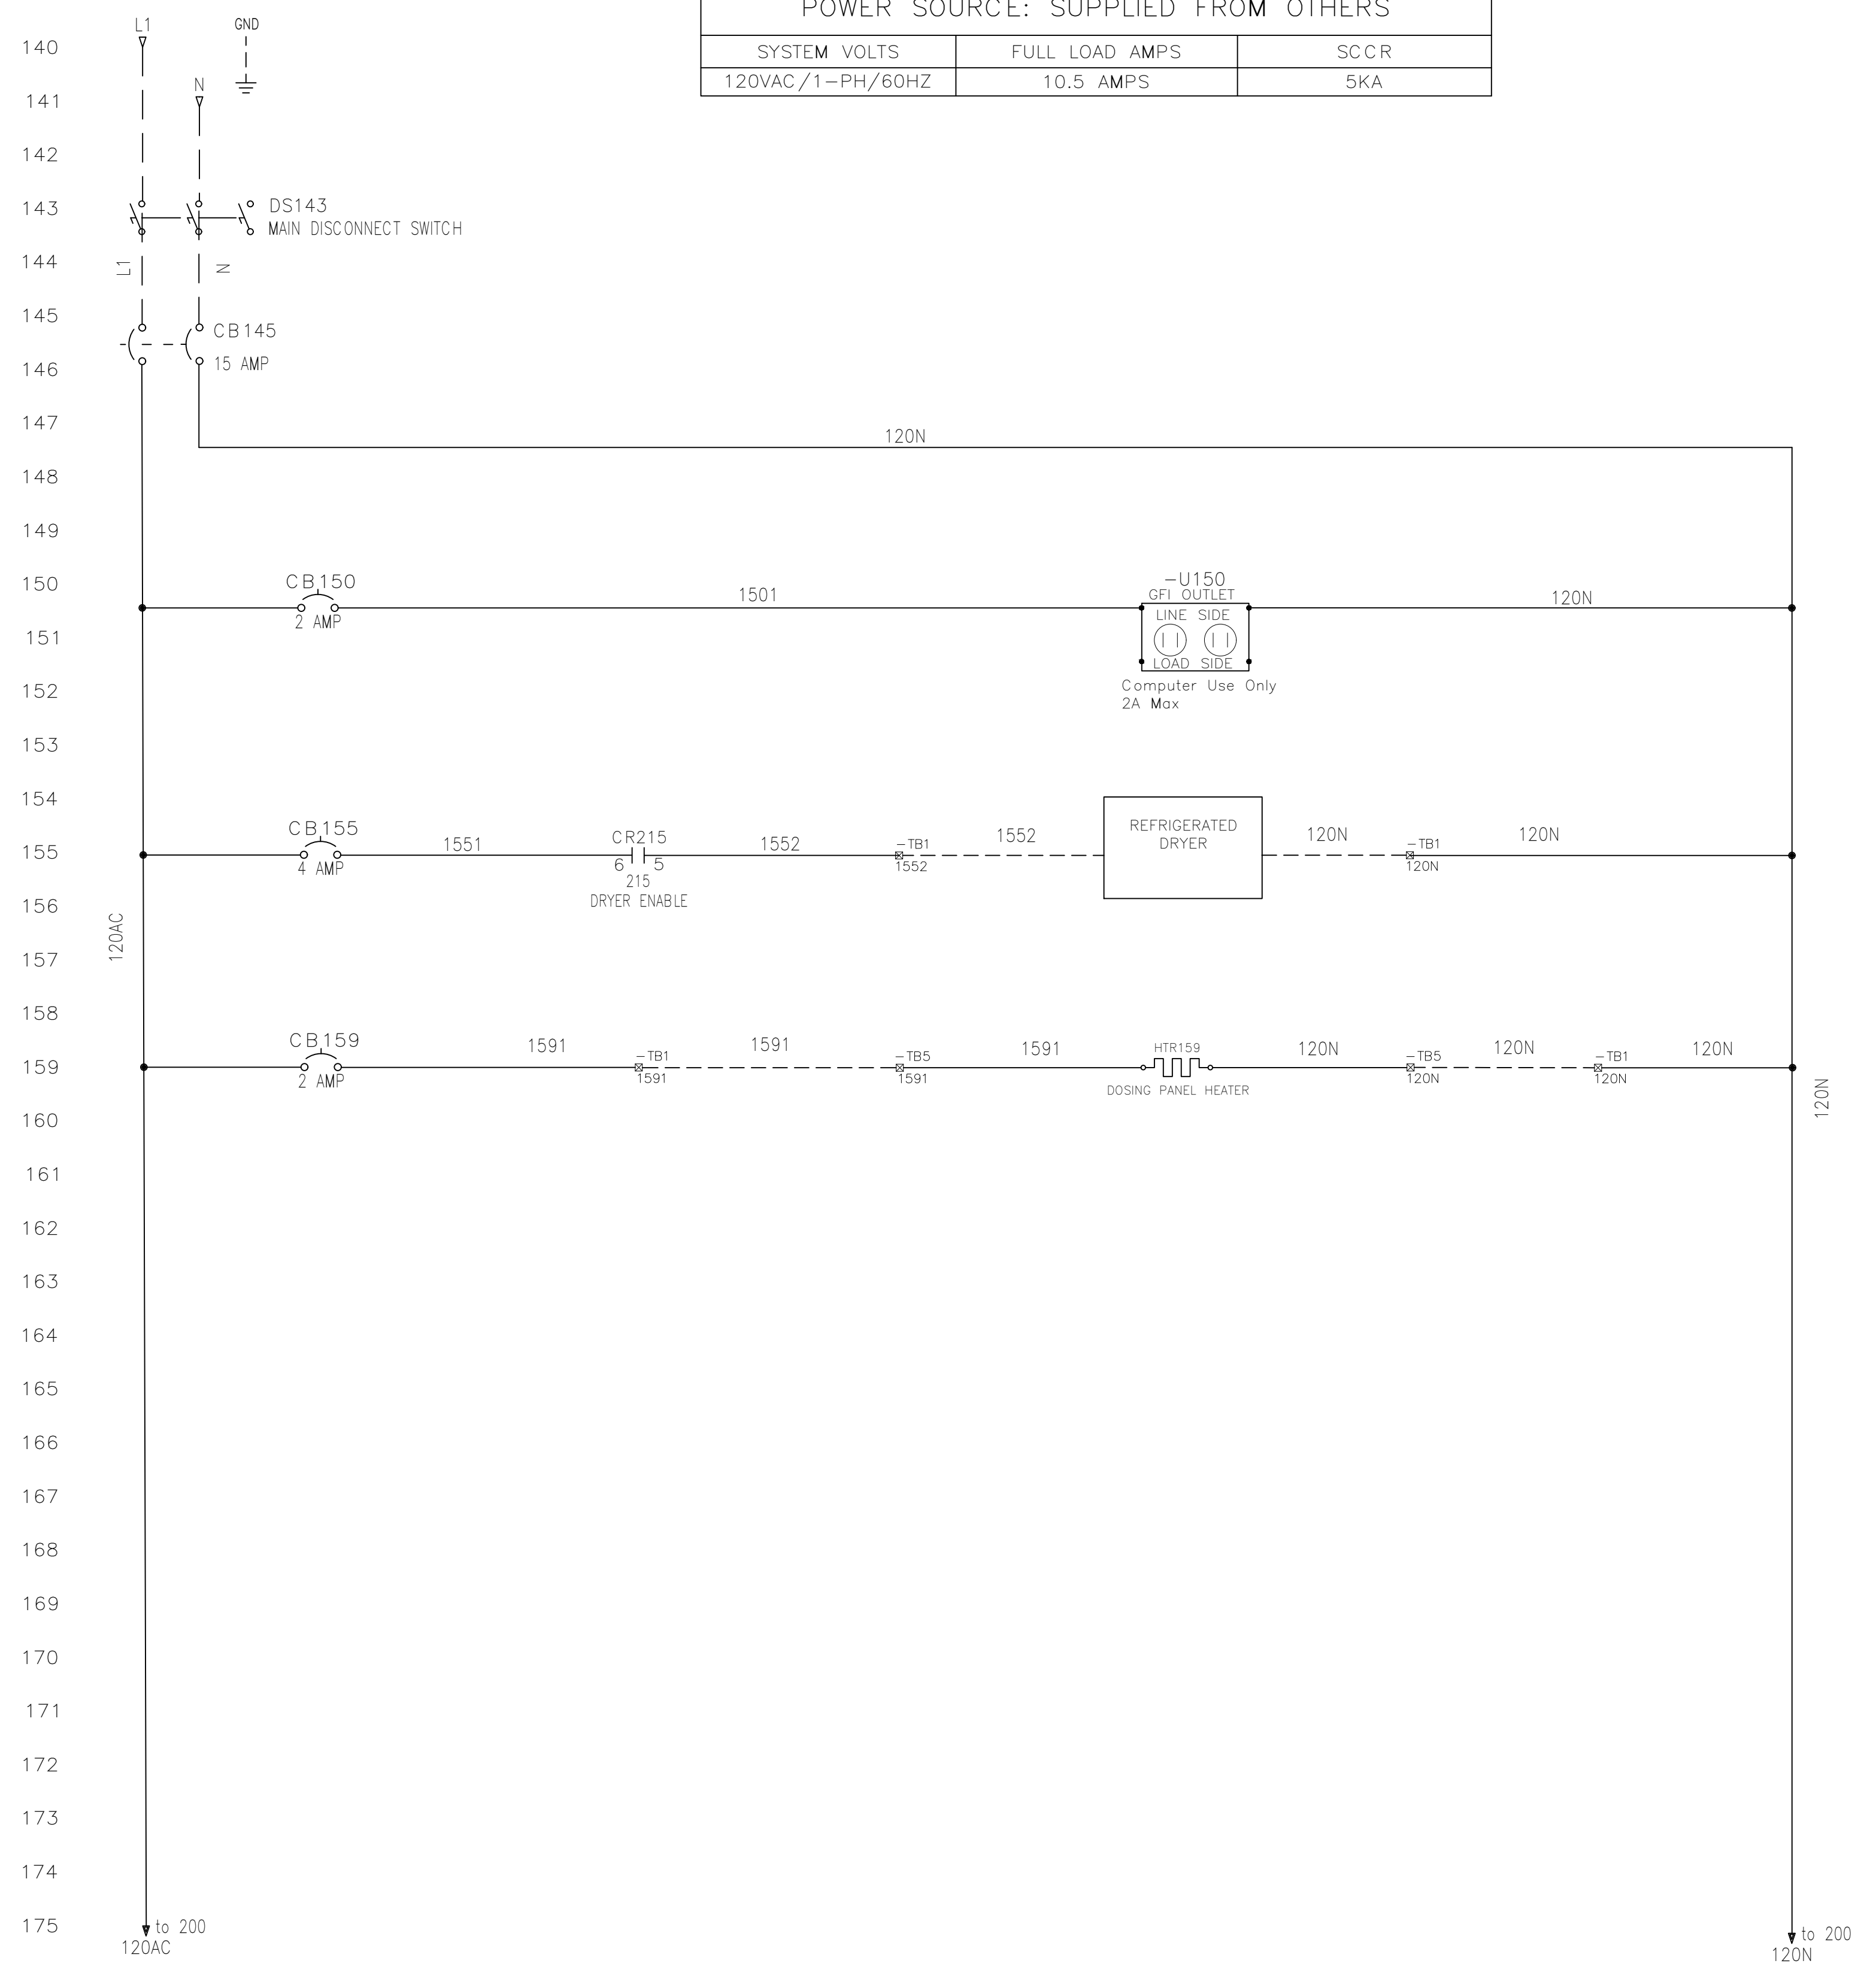 POWER SOURCE: SUPPLIED FROM OTHERS
SYSTEM VOLTS FULL LOAD AMPS SCCR
120VAC/1-PH/60HZ 10.5 AMPS 5KA
L1 GND
140
N
141
142
143 DS143
MAIN DISCONNECT SWITCH
144 L1 N
145 CB145
146 15 AMP
147
120N
148
149
150 CB150 1501 -U150 120N
GFI OUTLET
2 AMP LINE SIDE
151
LOAD SIDE
152 Computer Use Only
2A Max
153
154
CB155 1551 CR215 1552 -TB1 1552 REFRIGERATED 120N -TB1 120N
DRYER
155
4 AMP 6 5 1552 120N
215
DRYER ENABLE
156
120AC
157
158
CB159 1591 -TB1 1591 -TB5 1591 HTR159 120N -TB5 120N -TB1 120N
159
2 AMP 1591 1591 DOSING PANEL HEATER 120N 120N
120N
160
161
162
163
164
165
166
167
168
169
170
171
172
173
174
175 to 200 to 200
120AC 120N